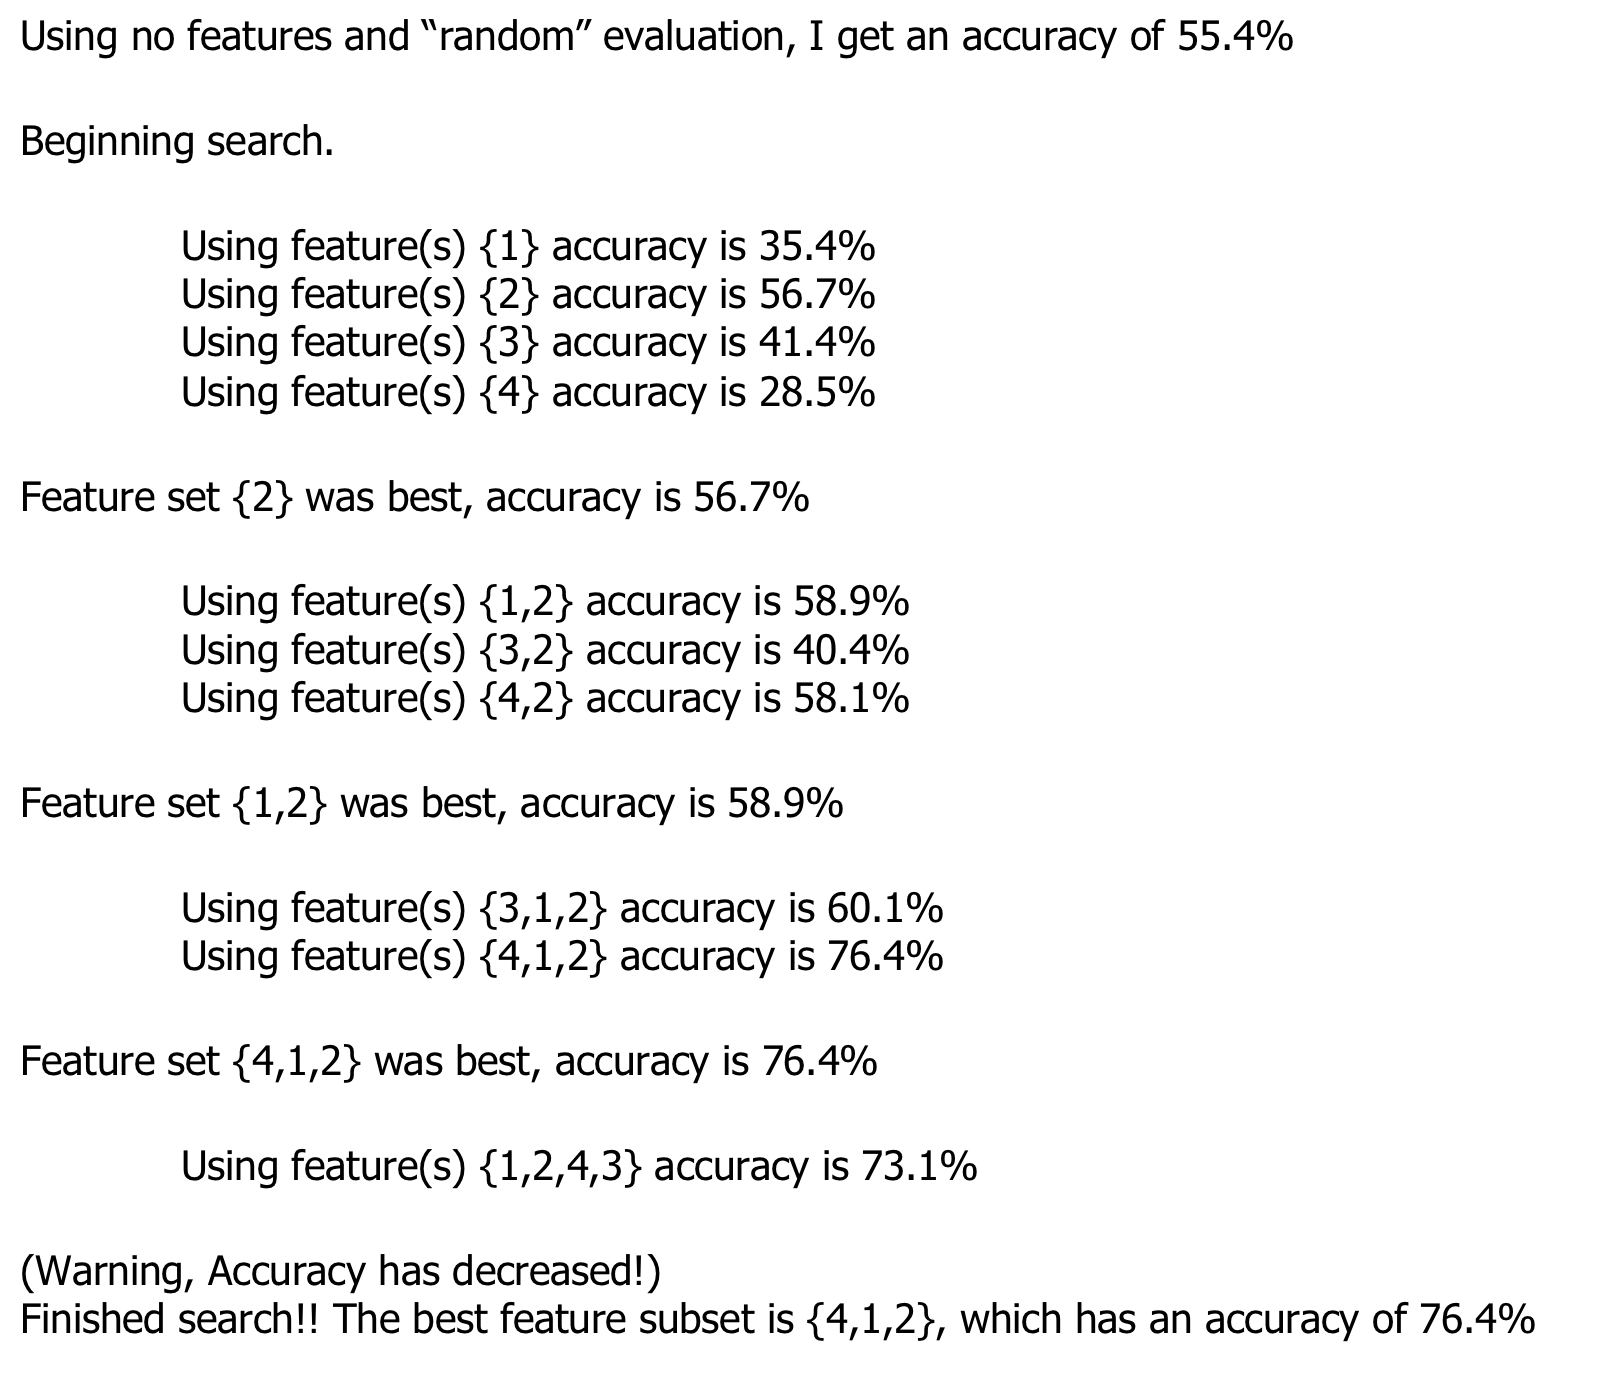 Using no features and “random” evaluation, I get an accuracy of 55.4%
Beginning search.
Using feature(s) {1} accuracy is 35.4%
Using feature(s) {2} accuracy is 56.7%
Using feature(s) {3} accuracy is 41.4%
Using feature(s) {4} accuracy is 28.5%
Feature set {2} was best, accuracy is 56.7%
Using feature(s) {1,2} accuracy is 58.9%
Using feature(s) {3,2} accuracy is 40.4%
Using feature(s) {4,2} accuracy is 58.1%
Feature set {1,2} was best, accuracy is 58.9%
Using feature(s) {3,1,2} accuracy is 60.1%
Using feature(s) {4,1,2} accuracy is 76.4%
Feature set {4,1,2} was best, accuracy is 76.4%
Using feature(s) {1,2,4,3} accuracy is 73.1%
(Warning, Accuracy has decreased!)
Finished search!! The best feature subset is {4,1,2}, which has an accuracy of 76.4%